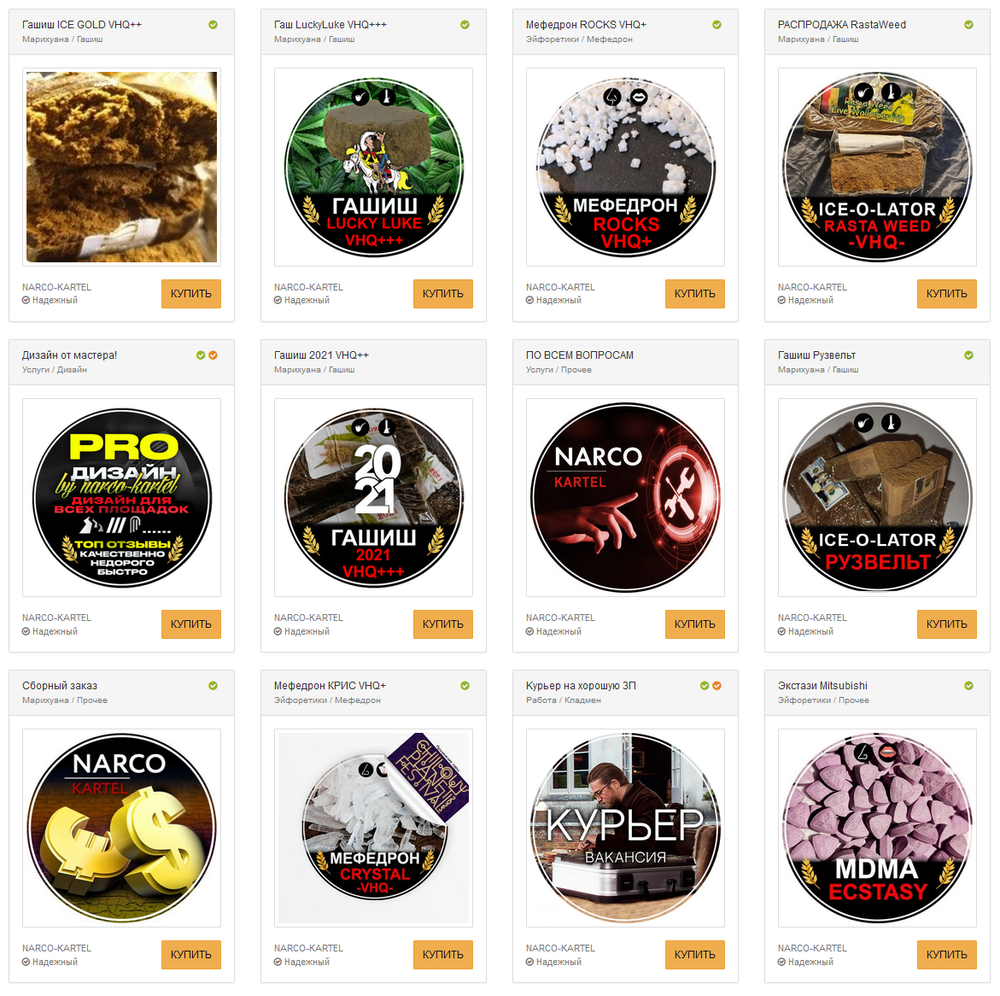 Гашиш ICE GOLD VHQ++
Марихуана / Гашиш
NARCO-KARTEL
Надежный
КУПИТЬ
Гаш LuckyLuke VHQ+++
Марихуана / Гашиш
ГАШИШ
LUCKY LUKE
VHQ+++
NARCO-KARTEL
Надежный
КУПИТЬ
Мефедрон ROCKS VHQ+
Эйфоретики / Мефедрон
МЕФЕДРОН
ROCKS
VHQ+
NARCO-KARTEL
Надежный
КУПИТЬ
РАСПРОДАЖА RastaWeed
Марихуана / Гашиш
ICE-O-LATOR
RASTA WEED
-VHQ-
NARCO-KARTEL
Надежный
КУПИТЬ
Дизайн от мастера!
Услуги / Дизайн
PRO
ДИЗАЙН
by narco-kartel
ДИЗАЙН ДЛЯ
ВСЕХ ПЛОЩАДОК
ТОП ОТЗЫВЫ
КАЧЕСТВЕННО
НЕДОРОГО
БЫСТРО
NARCO-KARTEL
Надежный
КУПИТЬ
Гашиш 2021 VHQ++
Марихуана / Гашиш
20
21
ГАШИШ
2021
VHQ+++
NARCO-KARTEL
Надежный
КУПИТЬ
ПО ВСЕМ ВОПРОСАМ
Услуги / Прочее
NARCO
KARTEL
NARCO-KARTEL
Надежный
КУПИТЬ
Гашиш Рузвельт
Марихуана / Гашиш
ICE-O-LATOR
РУЗВЕЛЬТ
NARCO-KARTEL
Надежный
КУПИТЬ
Сборный заказ
Марихуана / Прочее
NARCO
KARTEL
NARCO-KARTEL
Надежный
КУПИТЬ
Мефедрон КРИС VHQ+
Эйфоретики / Мефедрон
МЕФЕДРОН
CRYSTAL
-VHQ-
NARCO-KARTEL
Надежный
КУПИТЬ
Курьер на хорошую ЗП
Работа / Кладмен
КУРЬЕР
ВАКАНСИЯ
NARCO-KARTEL
Надежный
КУПИТЬ
Экстази Mitsubishi
Эйфоретики / Прочее
MDMA
ECSTASY
NARCO-KARTEL
Надежный
КУПИТЬ